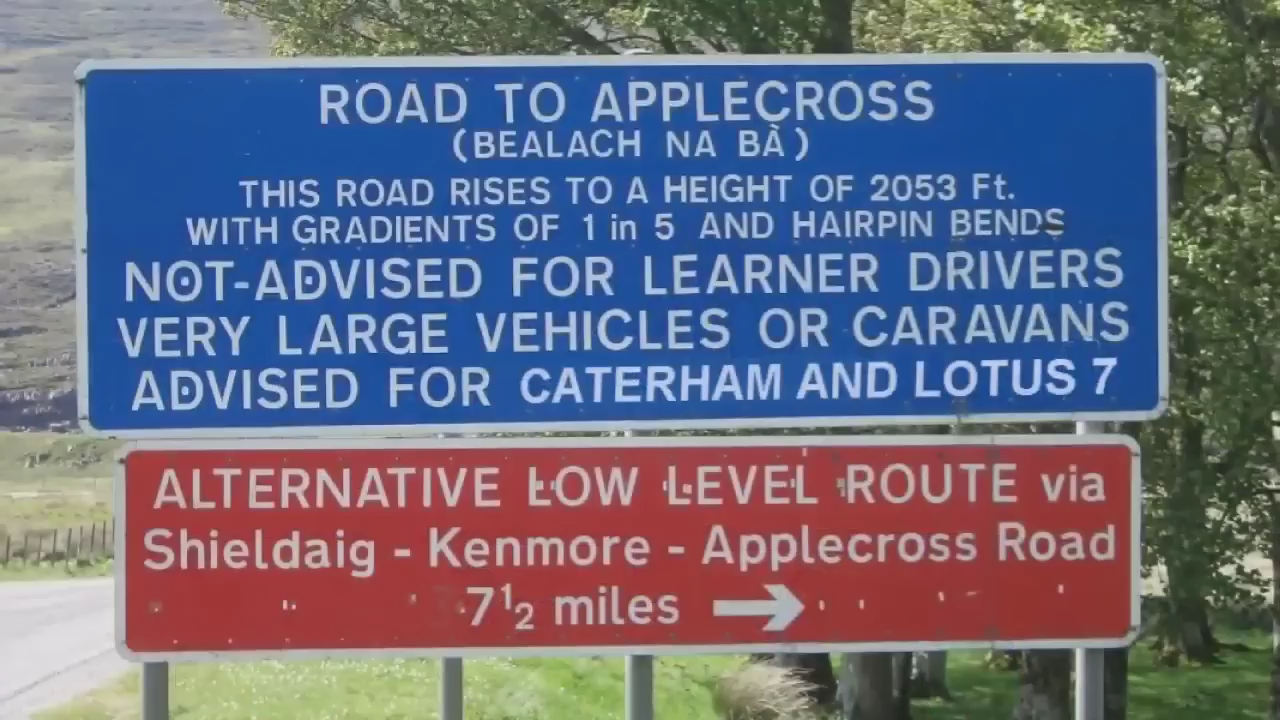 ROAD TO APPLECROSS
(BEALACH NA BÀ)
THIS ROAD RISES TO A HEIGHT OF 2053 Ft.
WITH GRADIENTS OF 1 in 5 AND HAIRPIN BENDS
NOT-ADVISED FOR LEARNER DRIVERS
VERY LARGE VEHICLES OR CARAVANS
ADVISED FOR CATERHAM AND LOTUS 7
ALTERNATIVE LOW LEVEL ROUTE via
Shieldaig - Kenmore - Applecross Road
7½ miles →